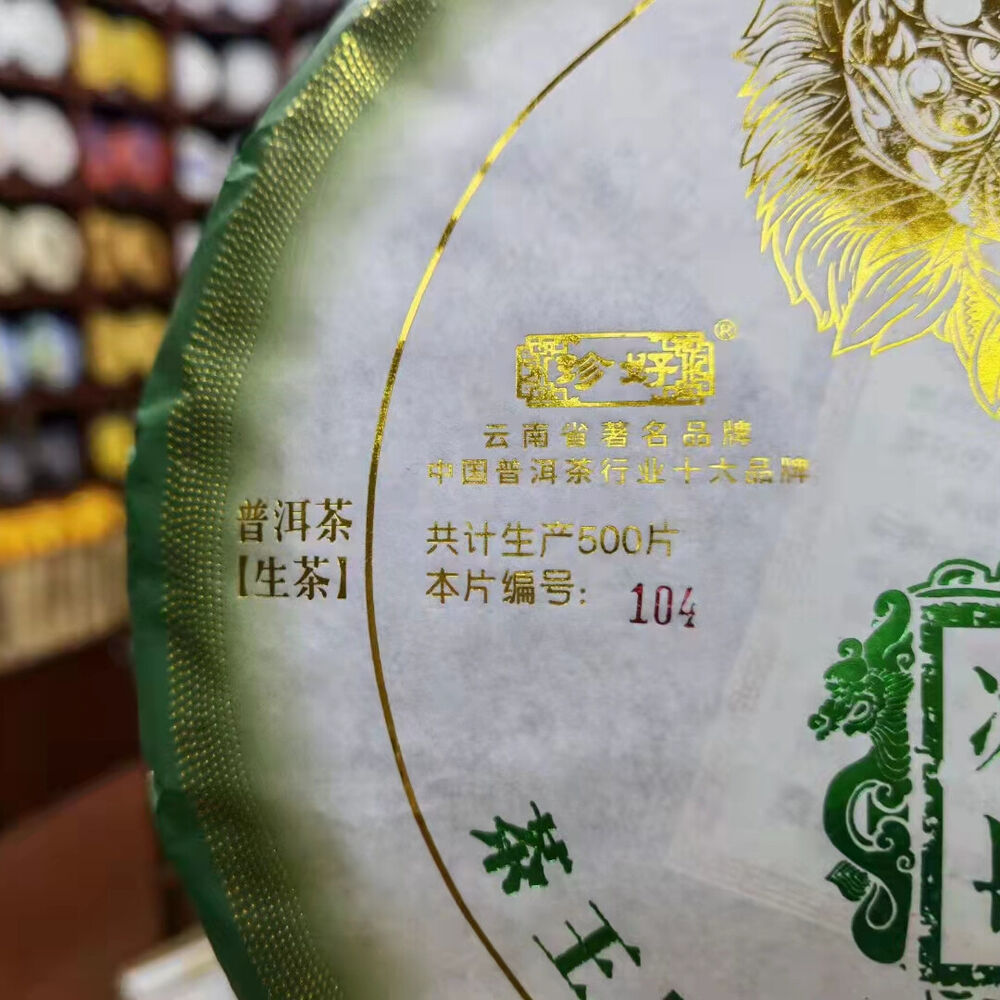 珍好®
云南省著名品牌
中国普洱茶行业十大品牌
普洱茶
【生茶】
共计生产500片
本片编号:104
茶王